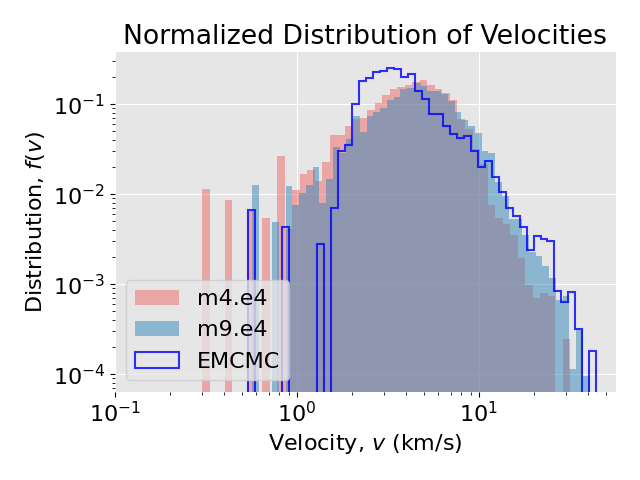 Normalized Distribution of Velocities
Distribution, f(v)
10⁻¹
10⁻²
10⁻³
10⁻⁴
m4.e4
m9.e4
EMCMC
10⁻¹ 10⁰ 10¹
Velocity, v (km/s)